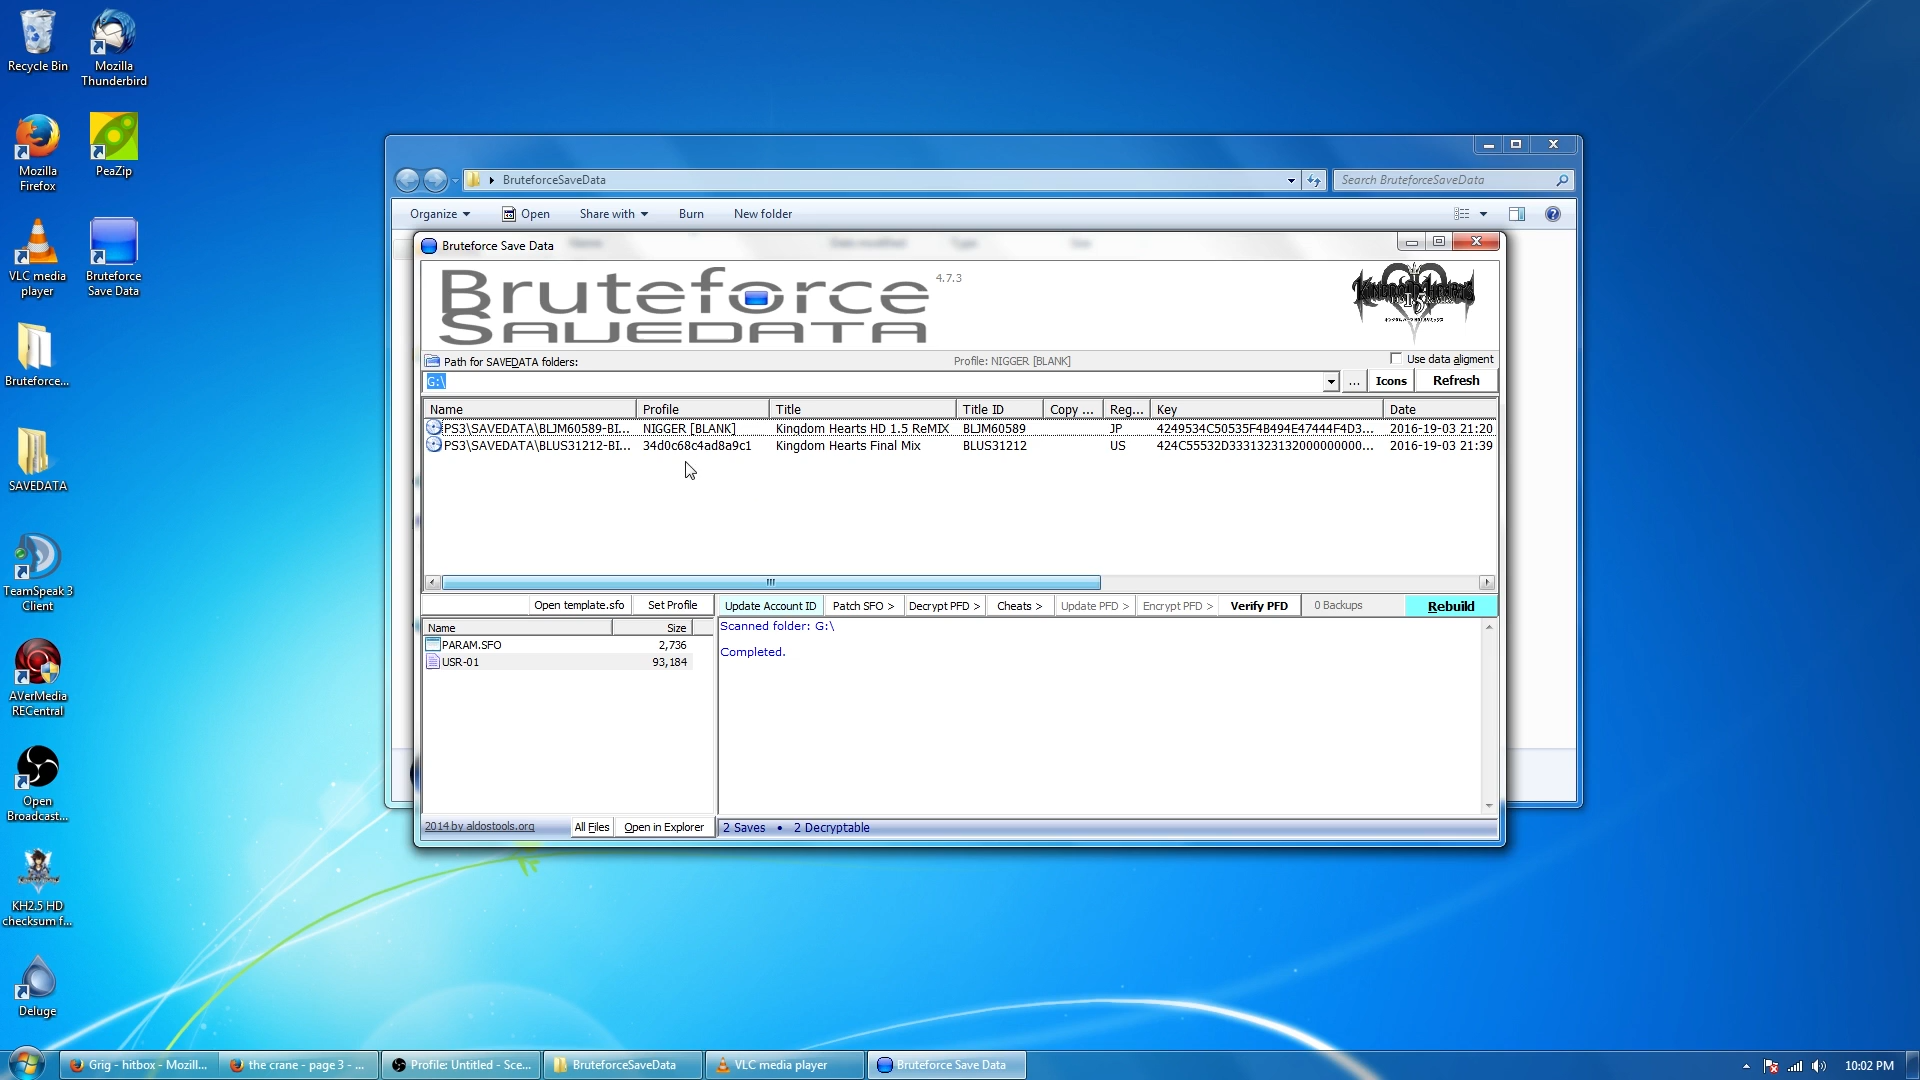 Recycle Bin
Mozilla Thunderbird
Mozilla Firefox
PeaZip
VLC media player
Bruteforce Save Data
Bruteforce...
SAVEDATA
TeamSpeak 3 Client
AVerMedia RECentral
Open Broadcast...
KH2.5 HD checksum f...
Deluge
BruteforceSaveData
Search BruteforceSaveData
Organize Open Share with Burn New folder
Name Date modified Type Size
Bruteforce Save Data
Bruteforce 4.7.3
SAVEDATA
KINGDOM HEARTS
Path for SAVEDATA folders: Profile: NIGGER [BLANK] Use data aligment
G:\ ... Icons Refresh
Name Profile Title Title ID Copy ... Reg... Key Date
PS3\SAVEDATA\BLJM60589-BI... NIGGER [BLANK] Kingdom Hearts HD 1.5 ReMIX BLJM60589 JP 4249534C50535F4B494E47444F4D3... 2016-19-03 21:20
PS3\SAVEDATA\BLUS31212-BI... 34d0c68c4ad8a9c1 Kingdom Hearts Final Mix BLUS31212 US 424C55532D3331323132000000000... 2016-19-03 21:39
Open template.sfo Set Profile Update Account ID Patch SFO > Decrypt PFD > Cheats > Update PFD > Encrypt PFD > Verify PFD 0 Backups Rebuild
Name Size
PARAM.SFO 2,736
USR-01 93,184
Scanned folder: G:\
Completed.
2014 by aldostools.org All Files Open in Explorer 2 Saves • 2 Decryptable
Grig - hitbox - Mozill... the crane - page 3 - ... Profile: Untitled - Sce... BruteforceSaveData VLC media player Bruteforce Save Data 10:02 PM